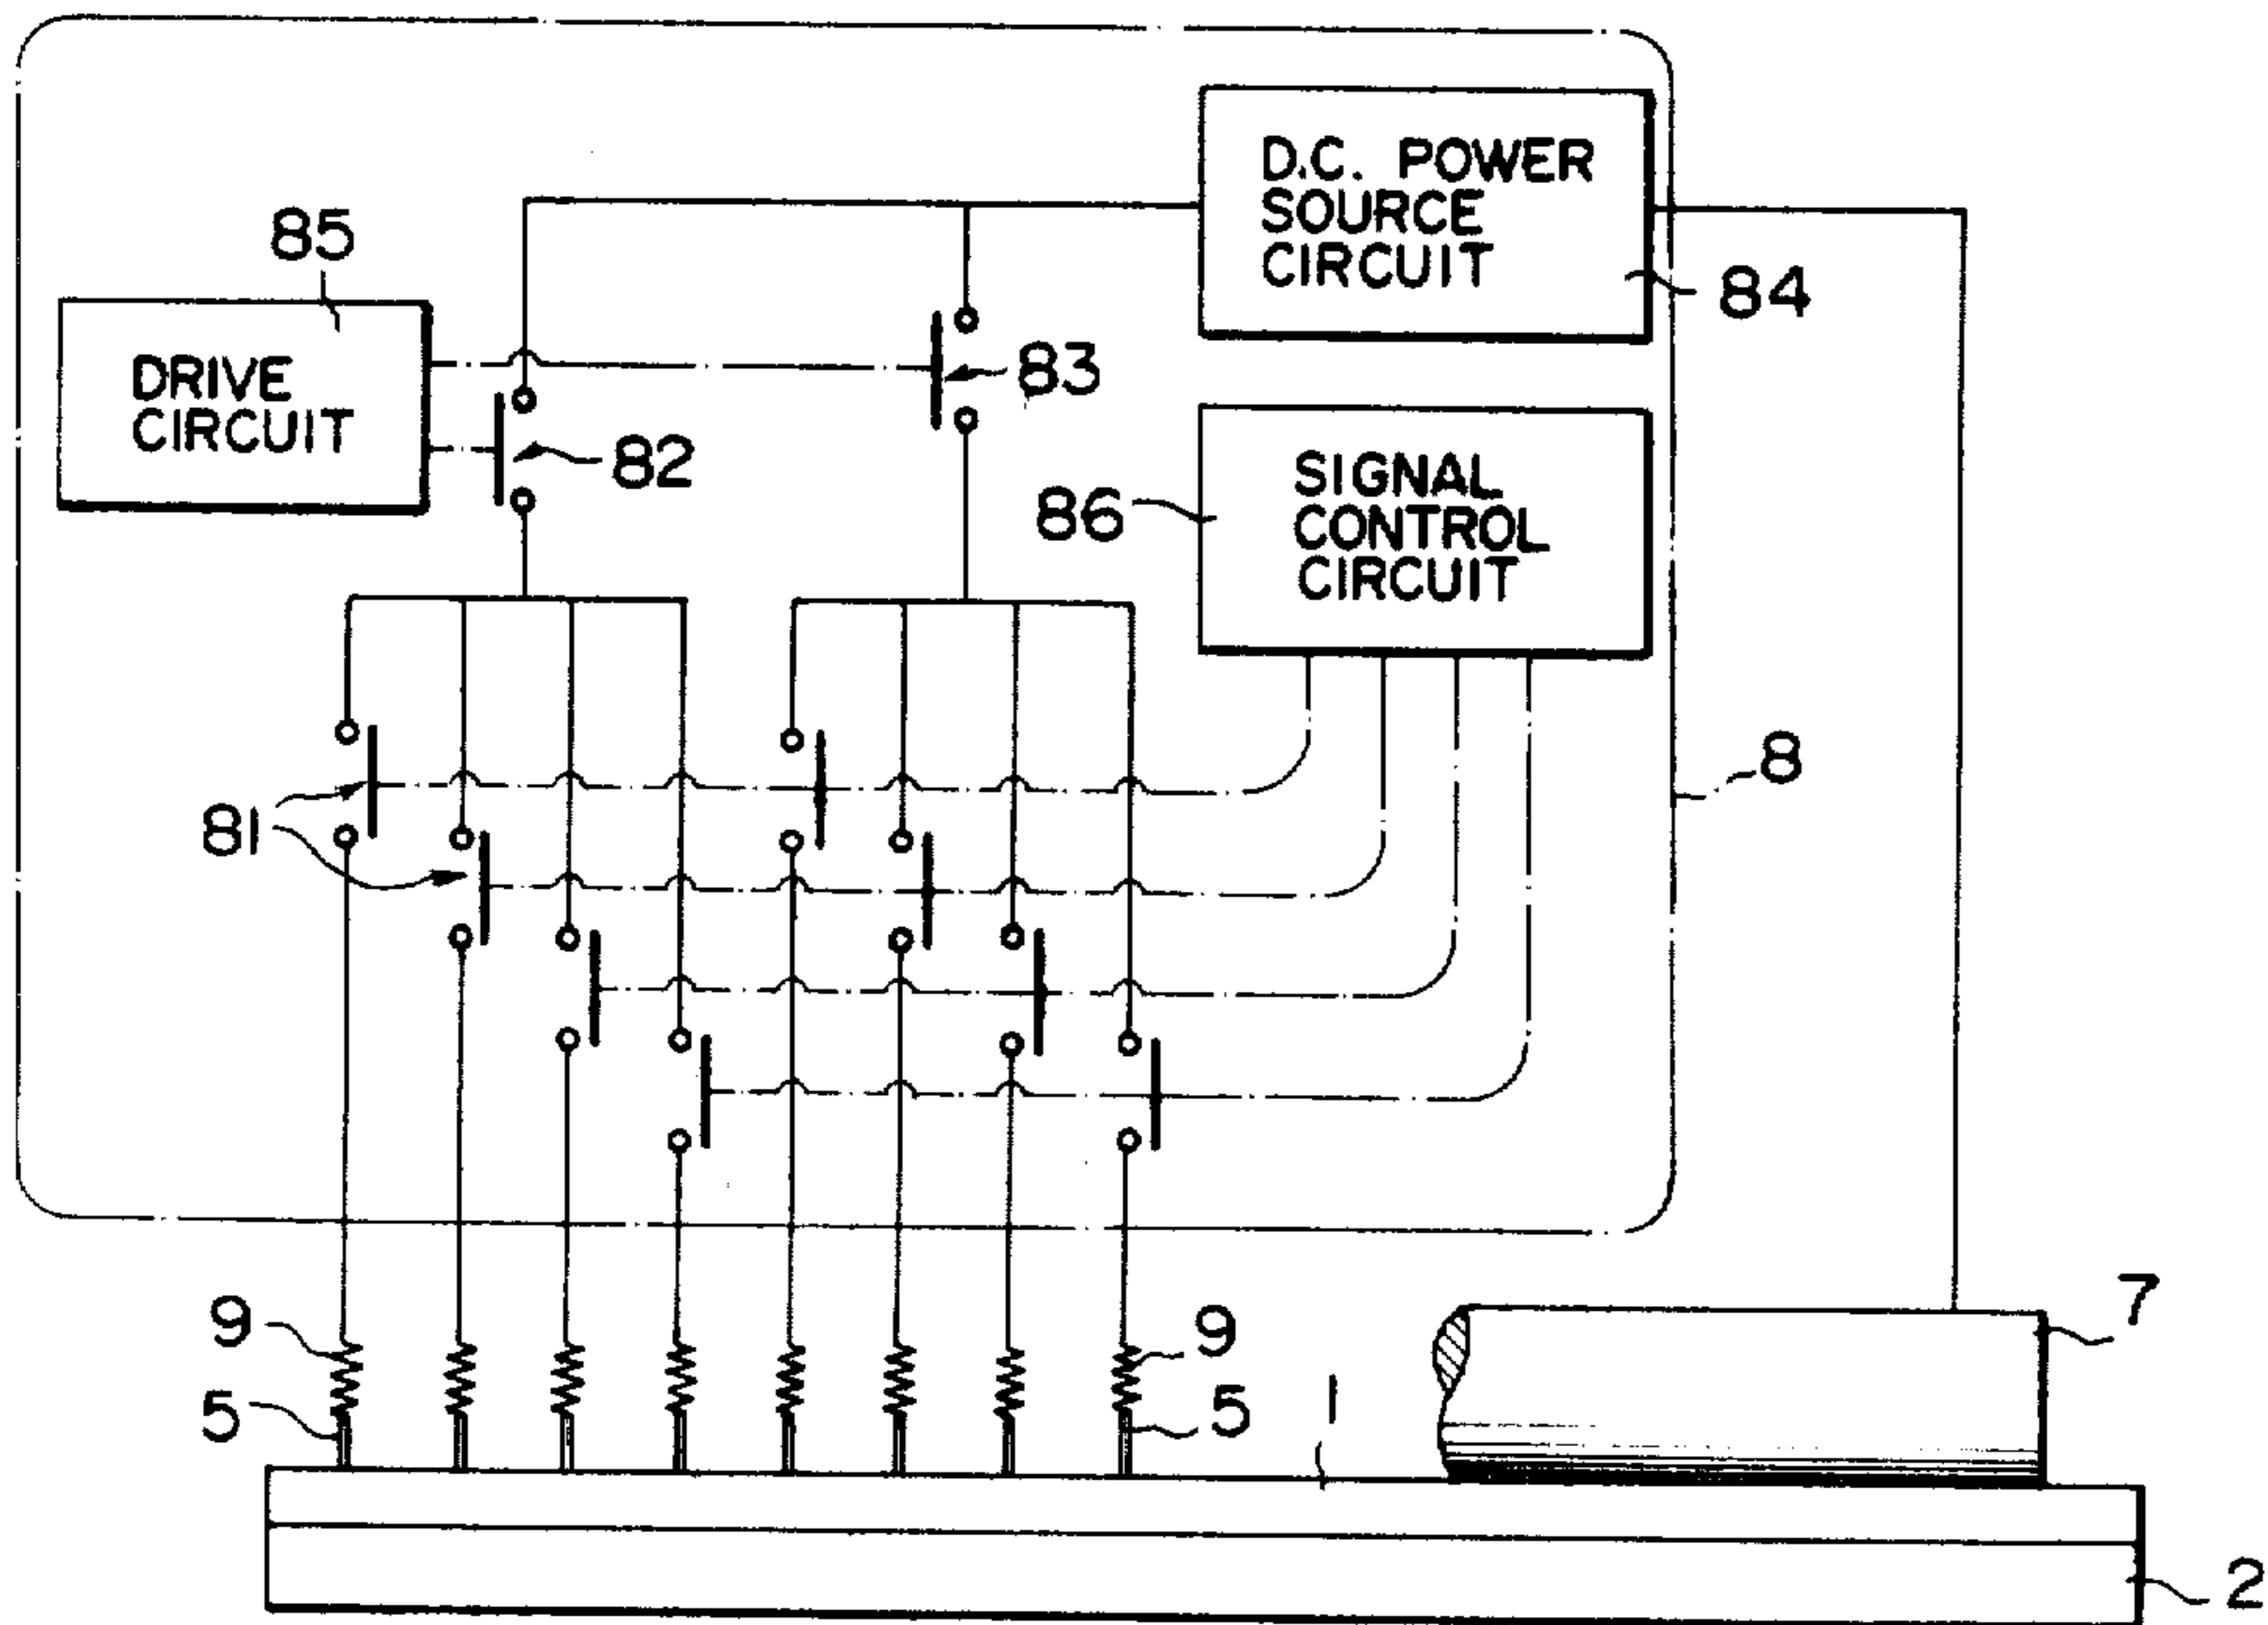 D.C. POWER
SOURCE
CIRCUIT
84
85
DRIVE
CIRCUIT
83
82
86
SIGNAL
CONTROL
CIRCUIT
8
81
9
9
7
5
5
1
2